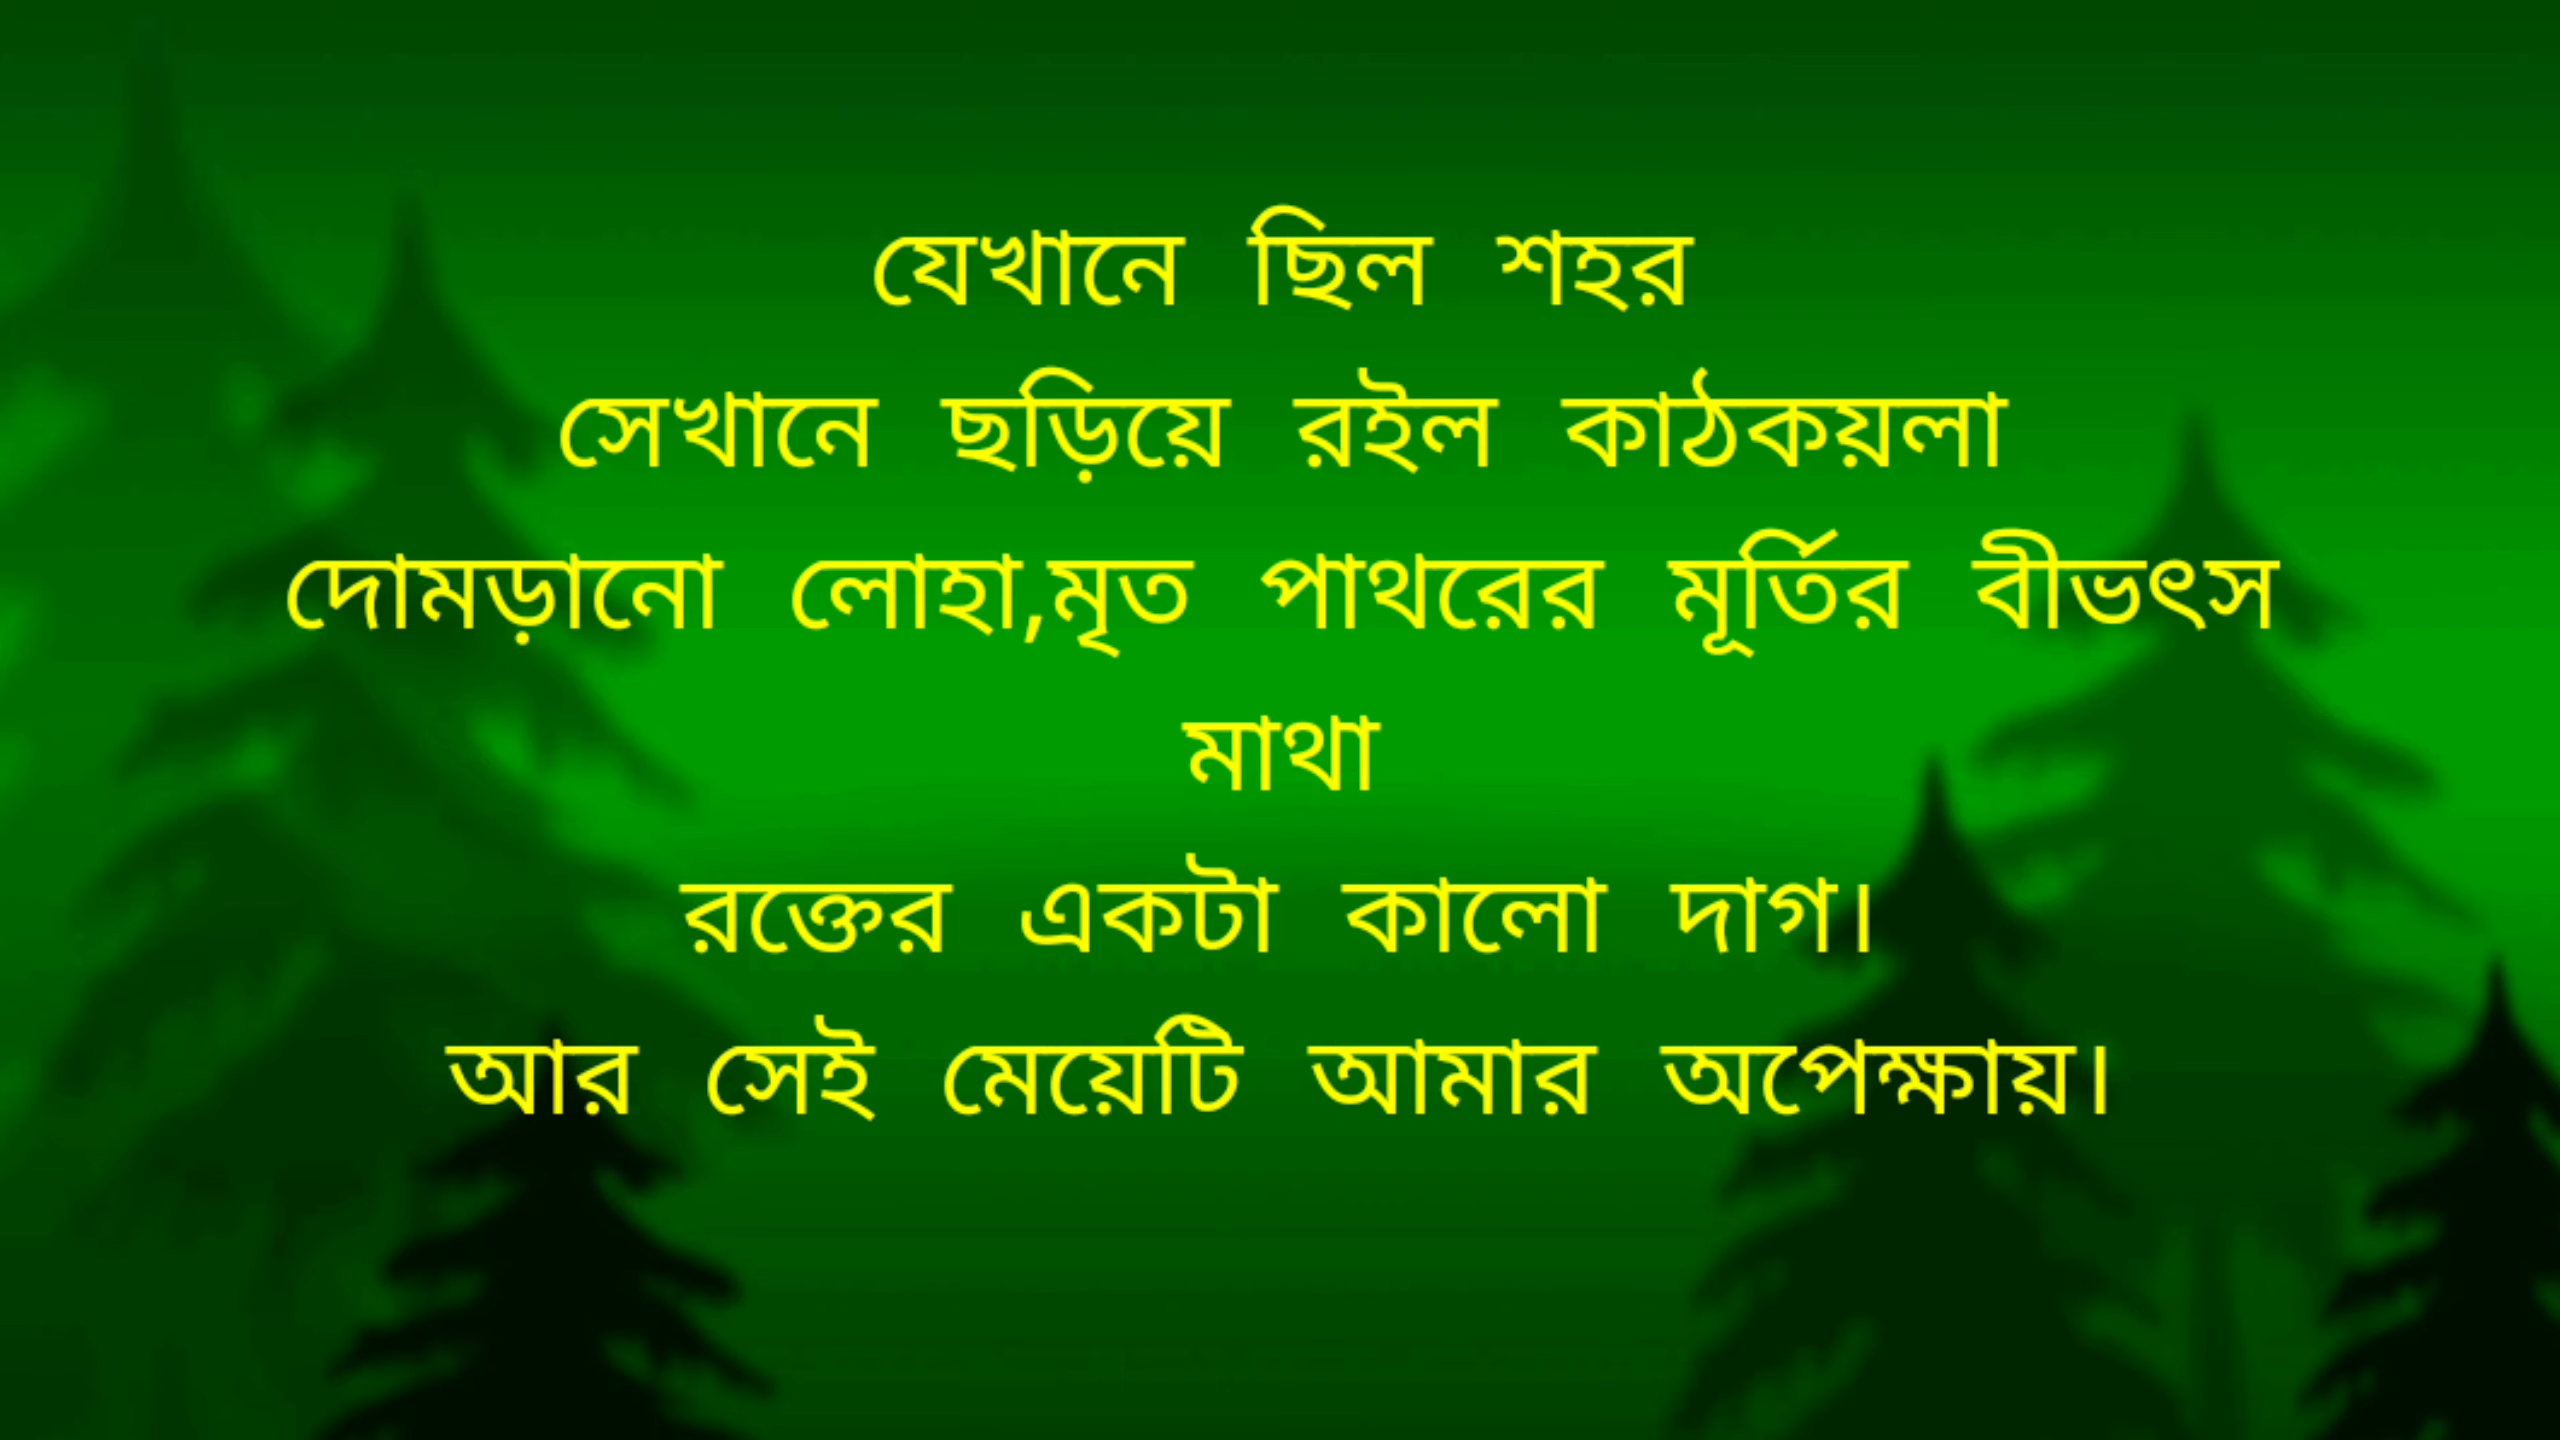 যেখানে ছিল শহর
সেখানে ছড়িয়ে রইল কাঠকয়লা
দোমড়ানো লোহা,মৃত পাথরের মূর্তির বীভৎস
মাথা
রক্তের একটা কালো দাগ।
আর সেই মেয়েটি আমার অপেক্ষায়।